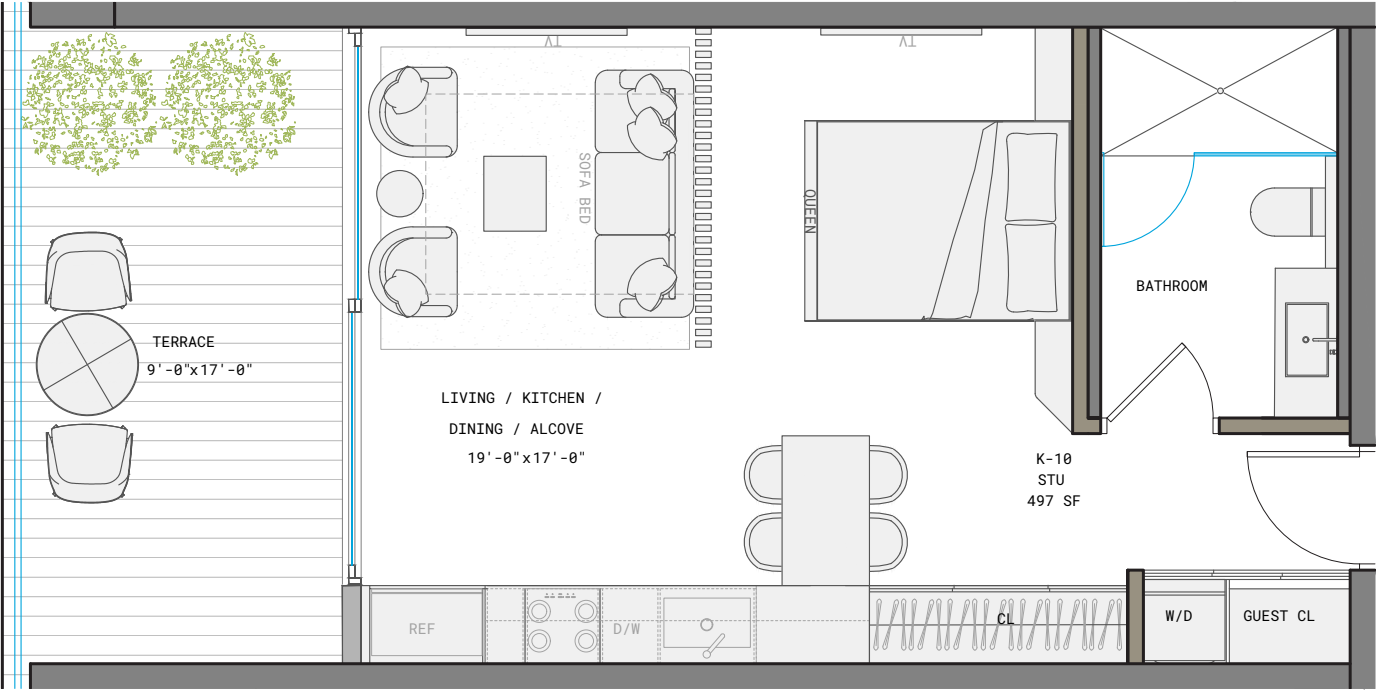 TV
TV
SOFA BED
QUEEN
BATHROOM
TERRACE
9'-0"x17'-0"
LIVING / KITCHEN /
DINING / ALCOVE
19'-0"x17'-0"
K-10
STU
497 SF
REF
D/W
CL
W/D
GUEST CL